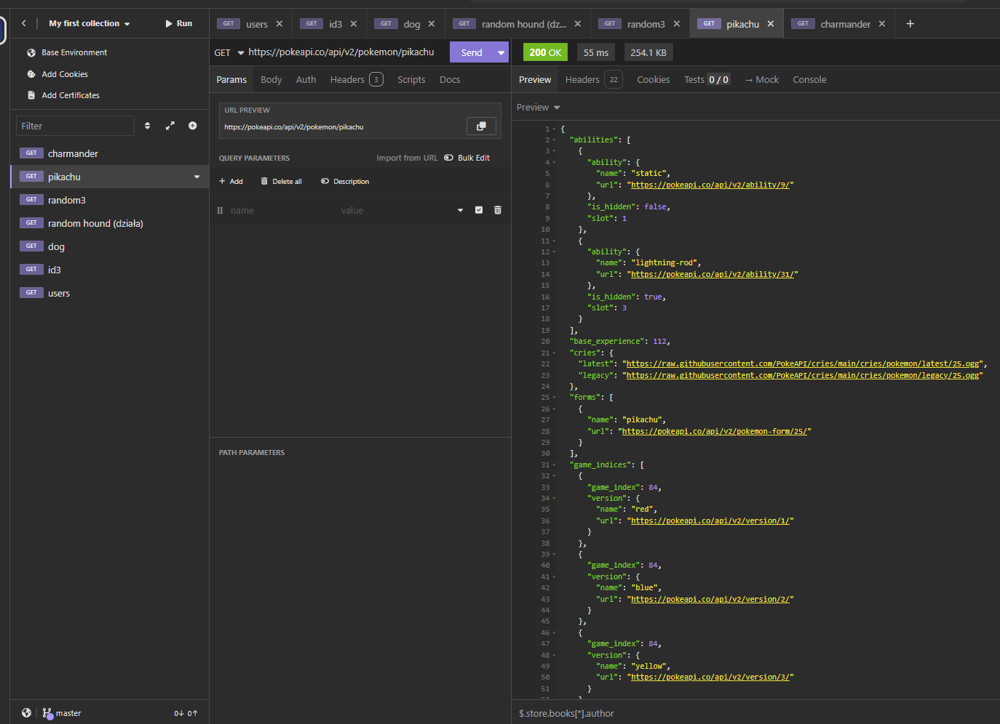 My first collection
Run
Base Environment
Add Cookies
Add Certificates
Filter
GET charmander
GET pikachu
GET random3
GET random hound (działa)
GET dog
GET id3
GET users
master
0↓ 0↑
GET users
GET id3
GET dog
GET random hound (dz...
GET random3
GET pikachu
GET charmander
GET https://pokeapi.co/api/v2/pokemon/pikachu
Send
Params Body Auth Headers 3 Scripts Docs
URL PREVIEW
https://pokeapi.co/api/v2/pokemon/pikachu
QUERY PARAMETERS Import from URL Bulk Edit
+ Add Delete all Description
name value
PATH PARAMETERS
200 OK 55 ms 254.1 KB
Preview Headers 22 Cookies Tests 0 / 0 → Mock Console
Preview
1 {
2 "abilities": [
3 {
4 "ability": {
5 "name": "static",
6 "url": "https://pokeapi.co/api/v2/ability/9/"
7 },
8 "is_hidden": false,
9 "slot": 1
10 },
11 {
12 "ability": {
13 "name": "lightning-rod",
14 "url": "https://pokeapi.co/api/v2/ability/31/"
15 },
16 "is_hidden": true,
17 "slot": 3
18 }
19 ],
20 "base_experience": 112,
21 "cries": {
22 "latest": "https://raw.githubusercontent.com/PokeAPI/cries/main/cries/pokemon/latest/25.ogg",
23 "legacy": "https://raw.githubusercontent.com/PokeAPI/cries/main/cries/pokemon/legacy/25.ogg"
24 },
25 "forms": [
26 {
27 "name": "pikachu",
28 "url": "https://pokeapi.co/api/v2/pokemon-form/25/"
29 }
30 ],
31 "game_indices": [
32 {
33 "game_index": 84,
34 "version": {
35 "name": "red",
36 "url": "https://pokeapi.co/api/v2/version/1/"
37 }
38 },
39 {
40 "game_index": 84,
41 "version": {
42 "name": "blue",
43 "url": "https://pokeapi.co/api/v2/version/2/"
44 }
45 },
46 {
47 "game_index": 84,
48 "version": {
49 "name": "yellow",
50 "url": "https://pokeapi.co/api/v2/version/3/"
51 }
$.store.books[*].author